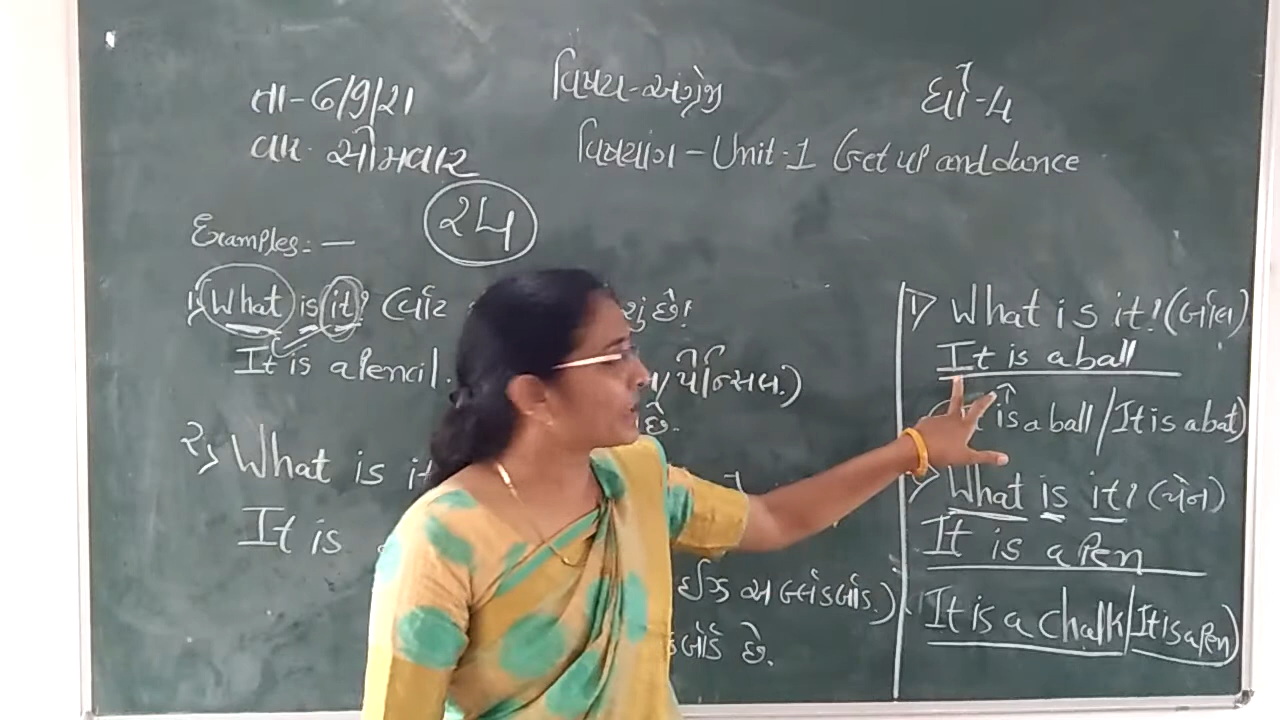 તા-6/9/21
વાર- સોમવાર
વિષય-અંગ્રેજી
વિષયાંગ - Unit-1 Get up and dance
ધો-4
24
Examples:-
1) What is it? (વોટ શું છે!
It is a Pencil. પેન્સિલ.)
છે.
2) What is it
It is
ઈઝ અ બ્લેકબોર્ડ.)
છે.
1) What is it? (બોલ)
It is a ball
is a ball / It is a bat)
What is it? (પેન)
It is a Pen
(It is a chalk / It is a Pen)